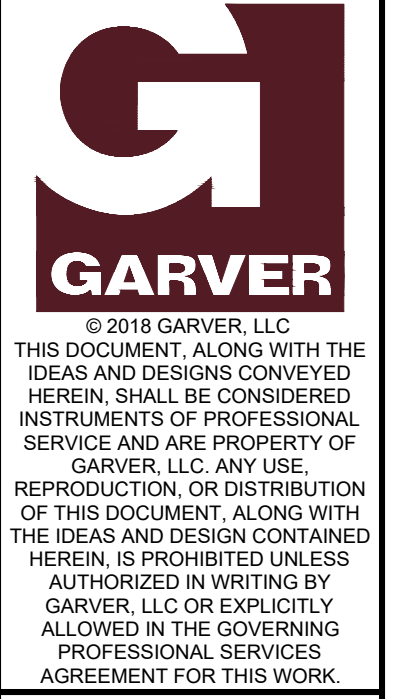 GARVER
© 2018 GARVER, LLC
THIS DOCUMENT, ALONG WITH THE
IDEAS AND DESIGNS CONVEYED
HEREIN, SHALL BE CONSIDERED
INSTRUMENTS OF PROFESSIONAL
SERVICE AND ARE PROPERTY OF
GARVER, LLC. ANY USE,
REPRODUCTION, OR DISTRIBUTION
OF THIS DOCUMENT, ALONG WITH
THE IDEAS AND DESIGN CONTAINED
HEREIN, IS PROHIBITED UNLESS
AUTHORIZED IN WRITING BY
GARVER, LLC OR EXPLICITLY
ALLOWED IN THE GOVERNING
PROFESSIONAL SERVICES
AGREEMENT FOR THIS WORK.